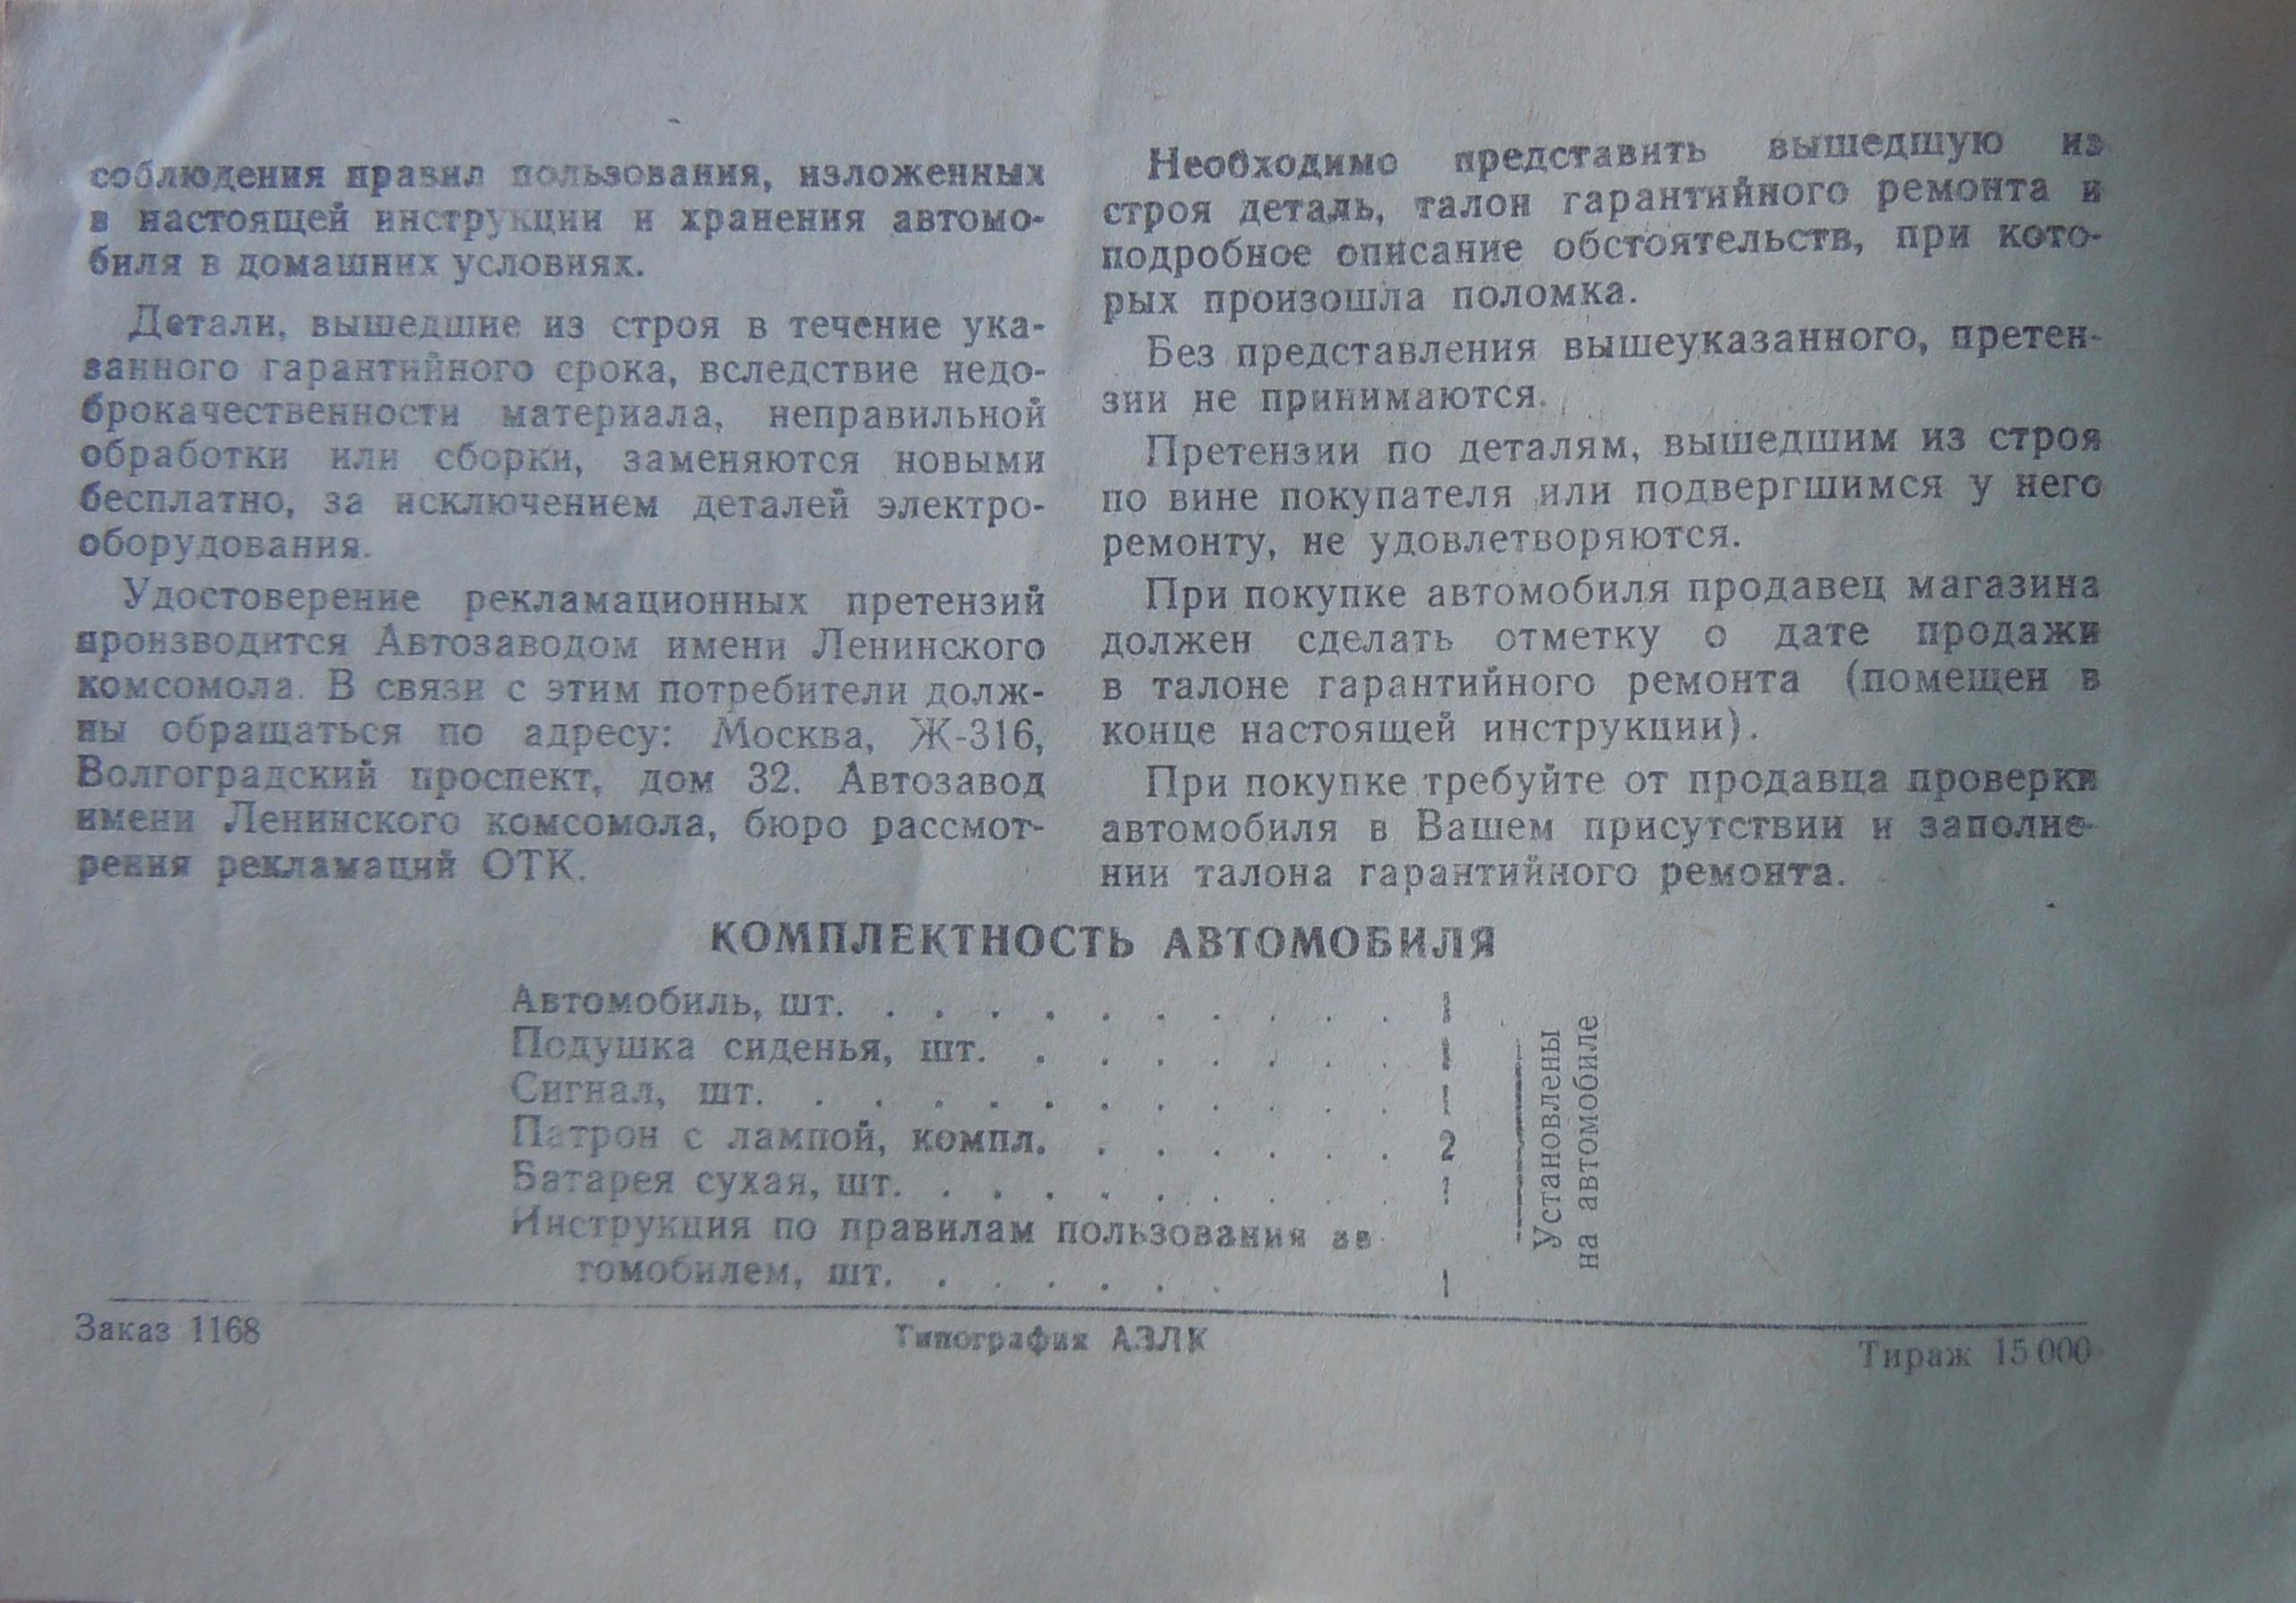 соблюдения правил пользования, изложенных
в настоящей инструкции и хранения автомо-
биля в домашних условиях.
Детали, вышедшие из строя в течение ука-
занного гарантийного срока, вследствие недо-
брокачественности материала, неправильной
обработки или сборки, заменяются новыми
бесплатно, за исключением деталей электро-
оборудования.
Удостоверение рекламационных претензий
производится Автозаводом имени Ленинского
комсомола. В связи с этим потребители долж-
ны обращаться по адресу: Москва, Ж-316,
Волгоградский проспект, дом 32. Автозавод
имени Ленинского комсомола, бюро рассмот-
рения рекламаций ОТК.
Необходимо представить вышедшую из
строя деталь, талон гарантийного ремонта и
подробное описание обстоятельств, при кото-
рых произошла поломка.
Без представления вышеуказанного, претен-
зии не принимаются.
Претензии по деталям, вышедшим из строя
по вине покупателя или подвергшимся у него
ремонту, не удовлетворяются.
При покупке автомобиля продавец магазина
должен сделать отметку о дате продажи
в талоне гарантийного ремонта (помещен в
конце настоящей инструкции).
При покупке требуйте от продавца проверки
автомобиля в Вашем присутствии и заполне-
нии талона гарантийного ремонта.
КОМПЛЕКТНОСТЬ АВТОМОБИЛЯ
Автомобиль, шт. . . . . . . . . . . 1
Подушка сиденья, шт. . . . . . . . . 1
Сигнал, шт. . . . . . . . . . . . . 1
Патрон с лампой, компл. . . . . . . 2
Батарея сухая, шт. . . . . . . . . . 1
Инструкция по правилам пользования ав-
томобилем, шт. . . . . . . 1
Установлены
на автомобиле
Заказ 1168
Типография АЗЛК
Тираж 15 000